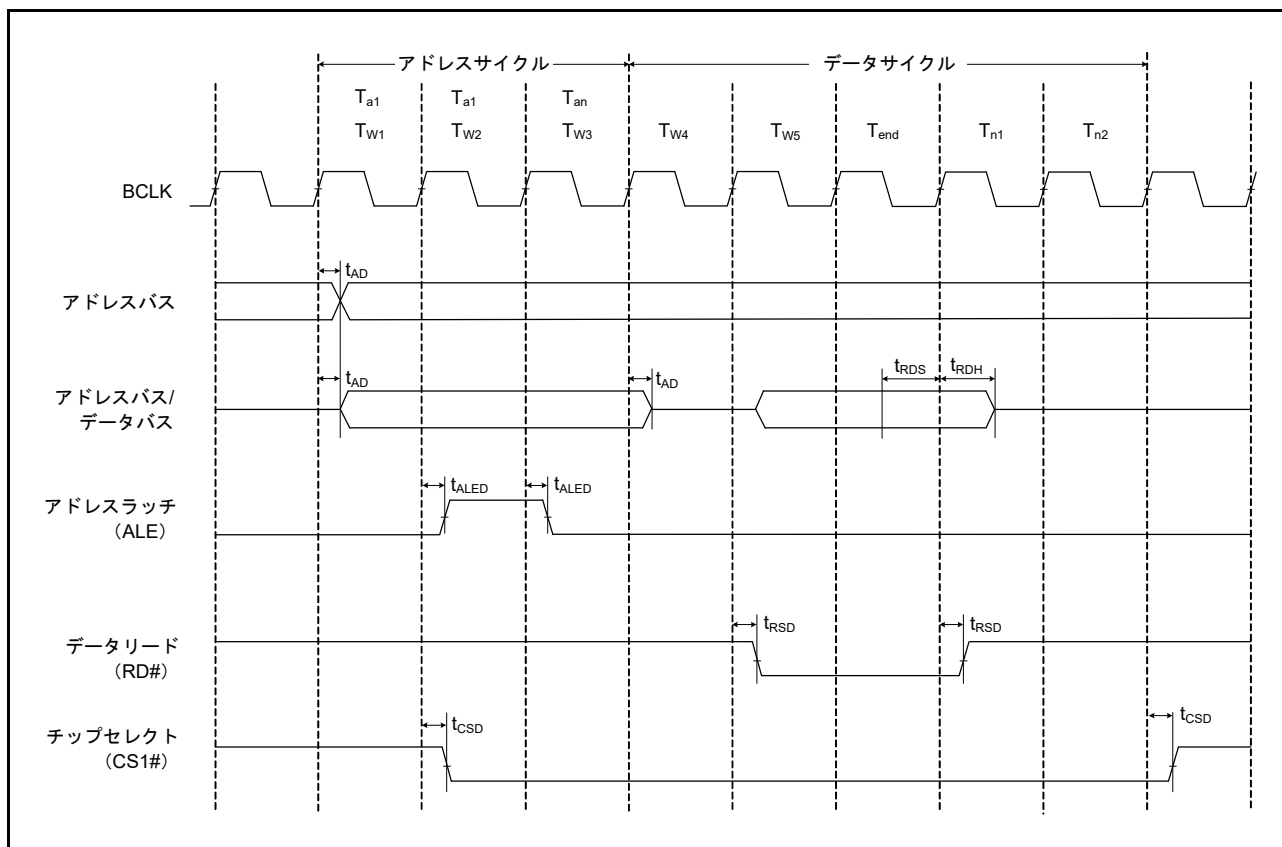 アドレスサイクル データサイクル
Ta1 Ta1 Tan
TW1 TW2 TW3 TW4 TW5 Tend Tn1 Tn2
BCLK
tAD
アドレスバス
tAD tAD tRDS tRDH
アドレスバス/
データバス
tALED tALED
アドレスラッチ
(ALE)
tRSD tRSD
データリード
(RD#)
tCSD tCSD
チップセレクト
(CS1#)